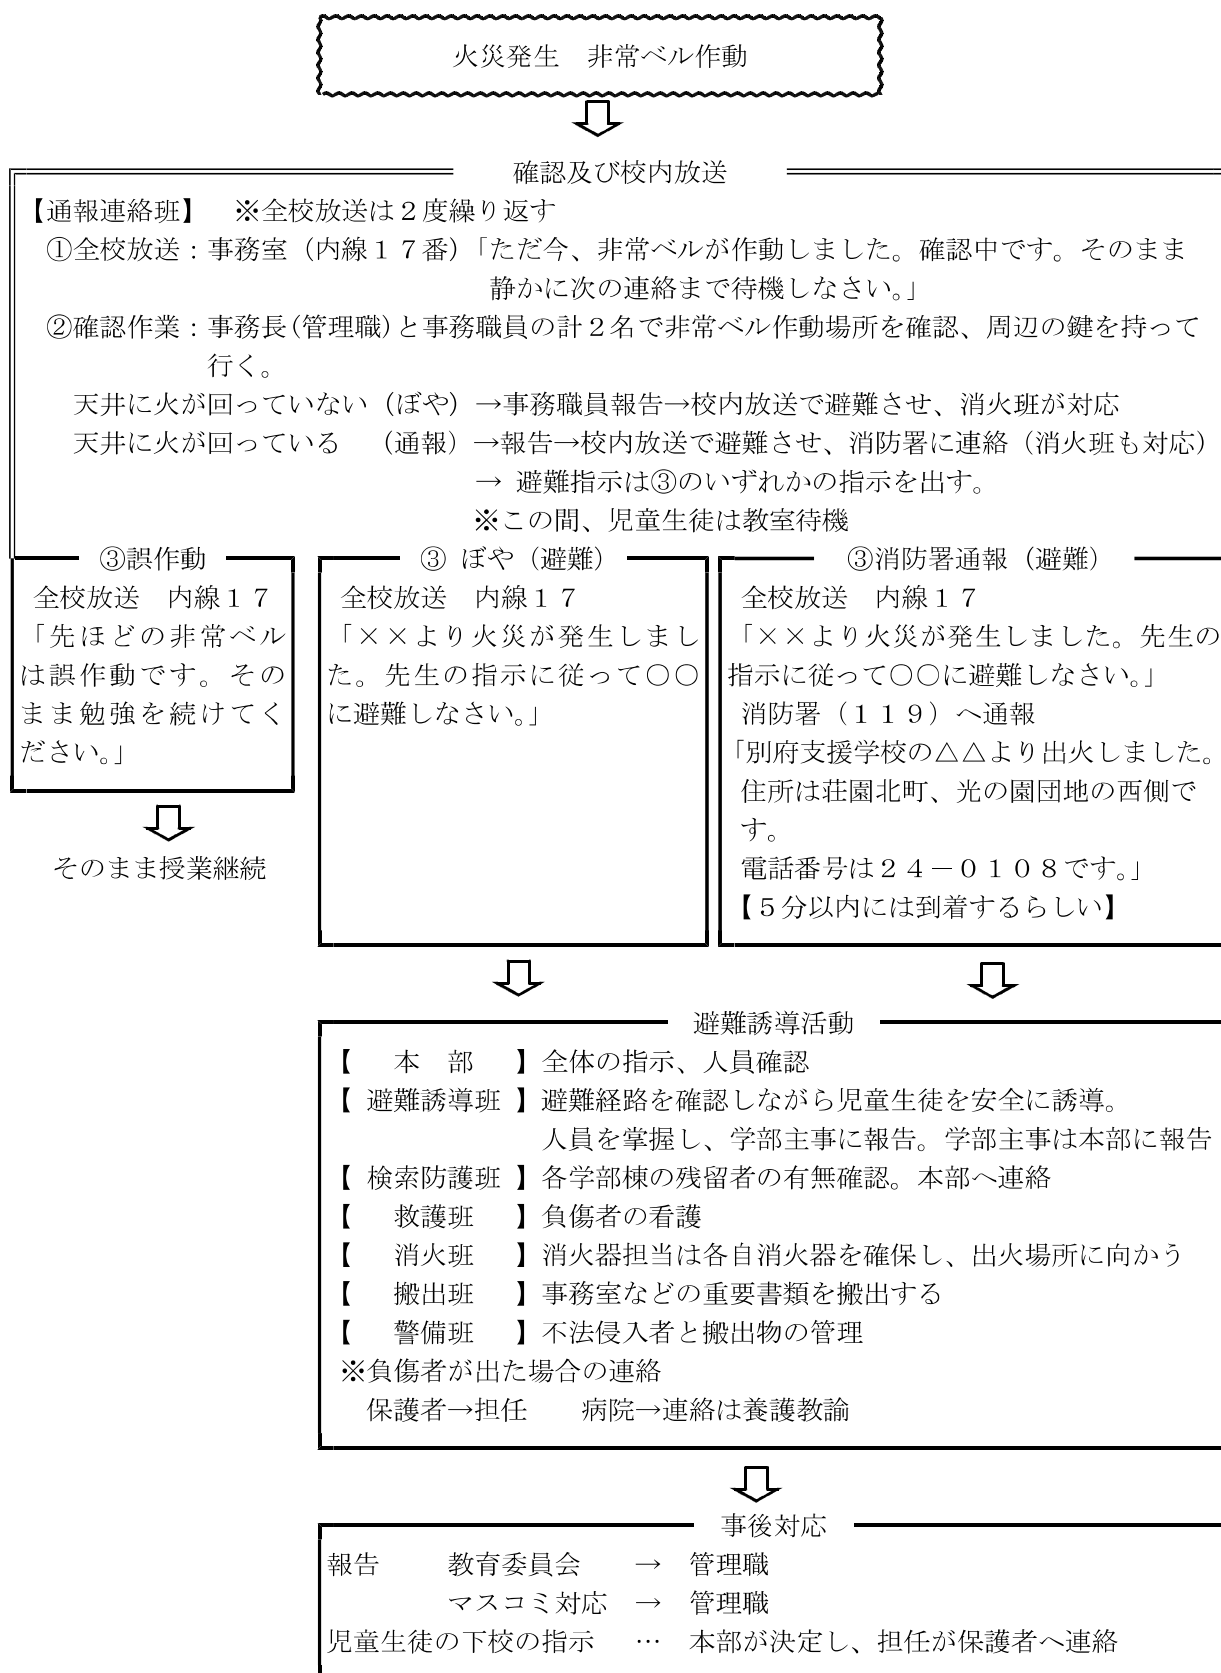 火災発生　非常ベル作動
確認及び校内放送
【通報連絡班】　※全校放送は２度繰り返す
①全校放送：事務室（内線１７番）「ただ今、非常ベルが作動しました。確認中です。そのまま
静かに次の連絡まで待機しなさい。」
②確認作業：事務長（管理職）と事務職員の計２名で非常ベル作動場所を確認、周辺の鍵を持って
行く。
天井に火が回っていない（ぼや）→事務職員報告→校内放送で避難させ、消火班が対応
天井に火が回っている　（通報）→報告→校内放送で避難させ、消防署に連絡（消火班も対応）
→ 避難指示は③のいずれかの指示を出す。
※この間、児童生徒は教室待機
③誤作動
全校放送　内線１７
「先ほどの非常ベル
は誤作動です。その
まま勉強を続けてく
ださい。」
そのまま授業継続
③ ぼや（避難）
全校放送　内線１７
「××より火災が発生しまし
た。先生の指示に従って○○
に避難しなさい。」
③消防署通報（避難）
全校放送　内線１７
「××より火災が発生しました。先生の
指示に従って○○に避難しなさい。」
消防署（１１９）へ通報
「別府支援学校の△△より出火しました。
住所は荘園北町、光の園団地の西側で
す。
電話番号は２４－０１０８です。」
【５分以内には到着するらしい】
避難誘導活動
【　本　部　】全体の指示、人員確認
【 避難誘導班 】避難経路を確認しながら児童生徒を安全に誘導。
人員を掌握し、学部主事に報告。学部主事は本部に報告
【 検索防護班 】各学部棟の残留者の有無確認。本部へ連絡
【　救護班　】負傷者の看護
【　消火班　】消火器担当は各自消火器を確保し、出火場所に向かう
【　搬出班　】事務室などの重要書類を搬出する
【　警備班　】不法侵入者と搬出物の管理
※負傷者が出た場合の連絡
保護者→担任　　病院→連絡は養護教諭
事後対応
報告　　教育委員会　→　管理職
マスコミ対応　→　管理職
児童生徒の下校の指示　…　本部が決定し、担任が保護者へ連絡